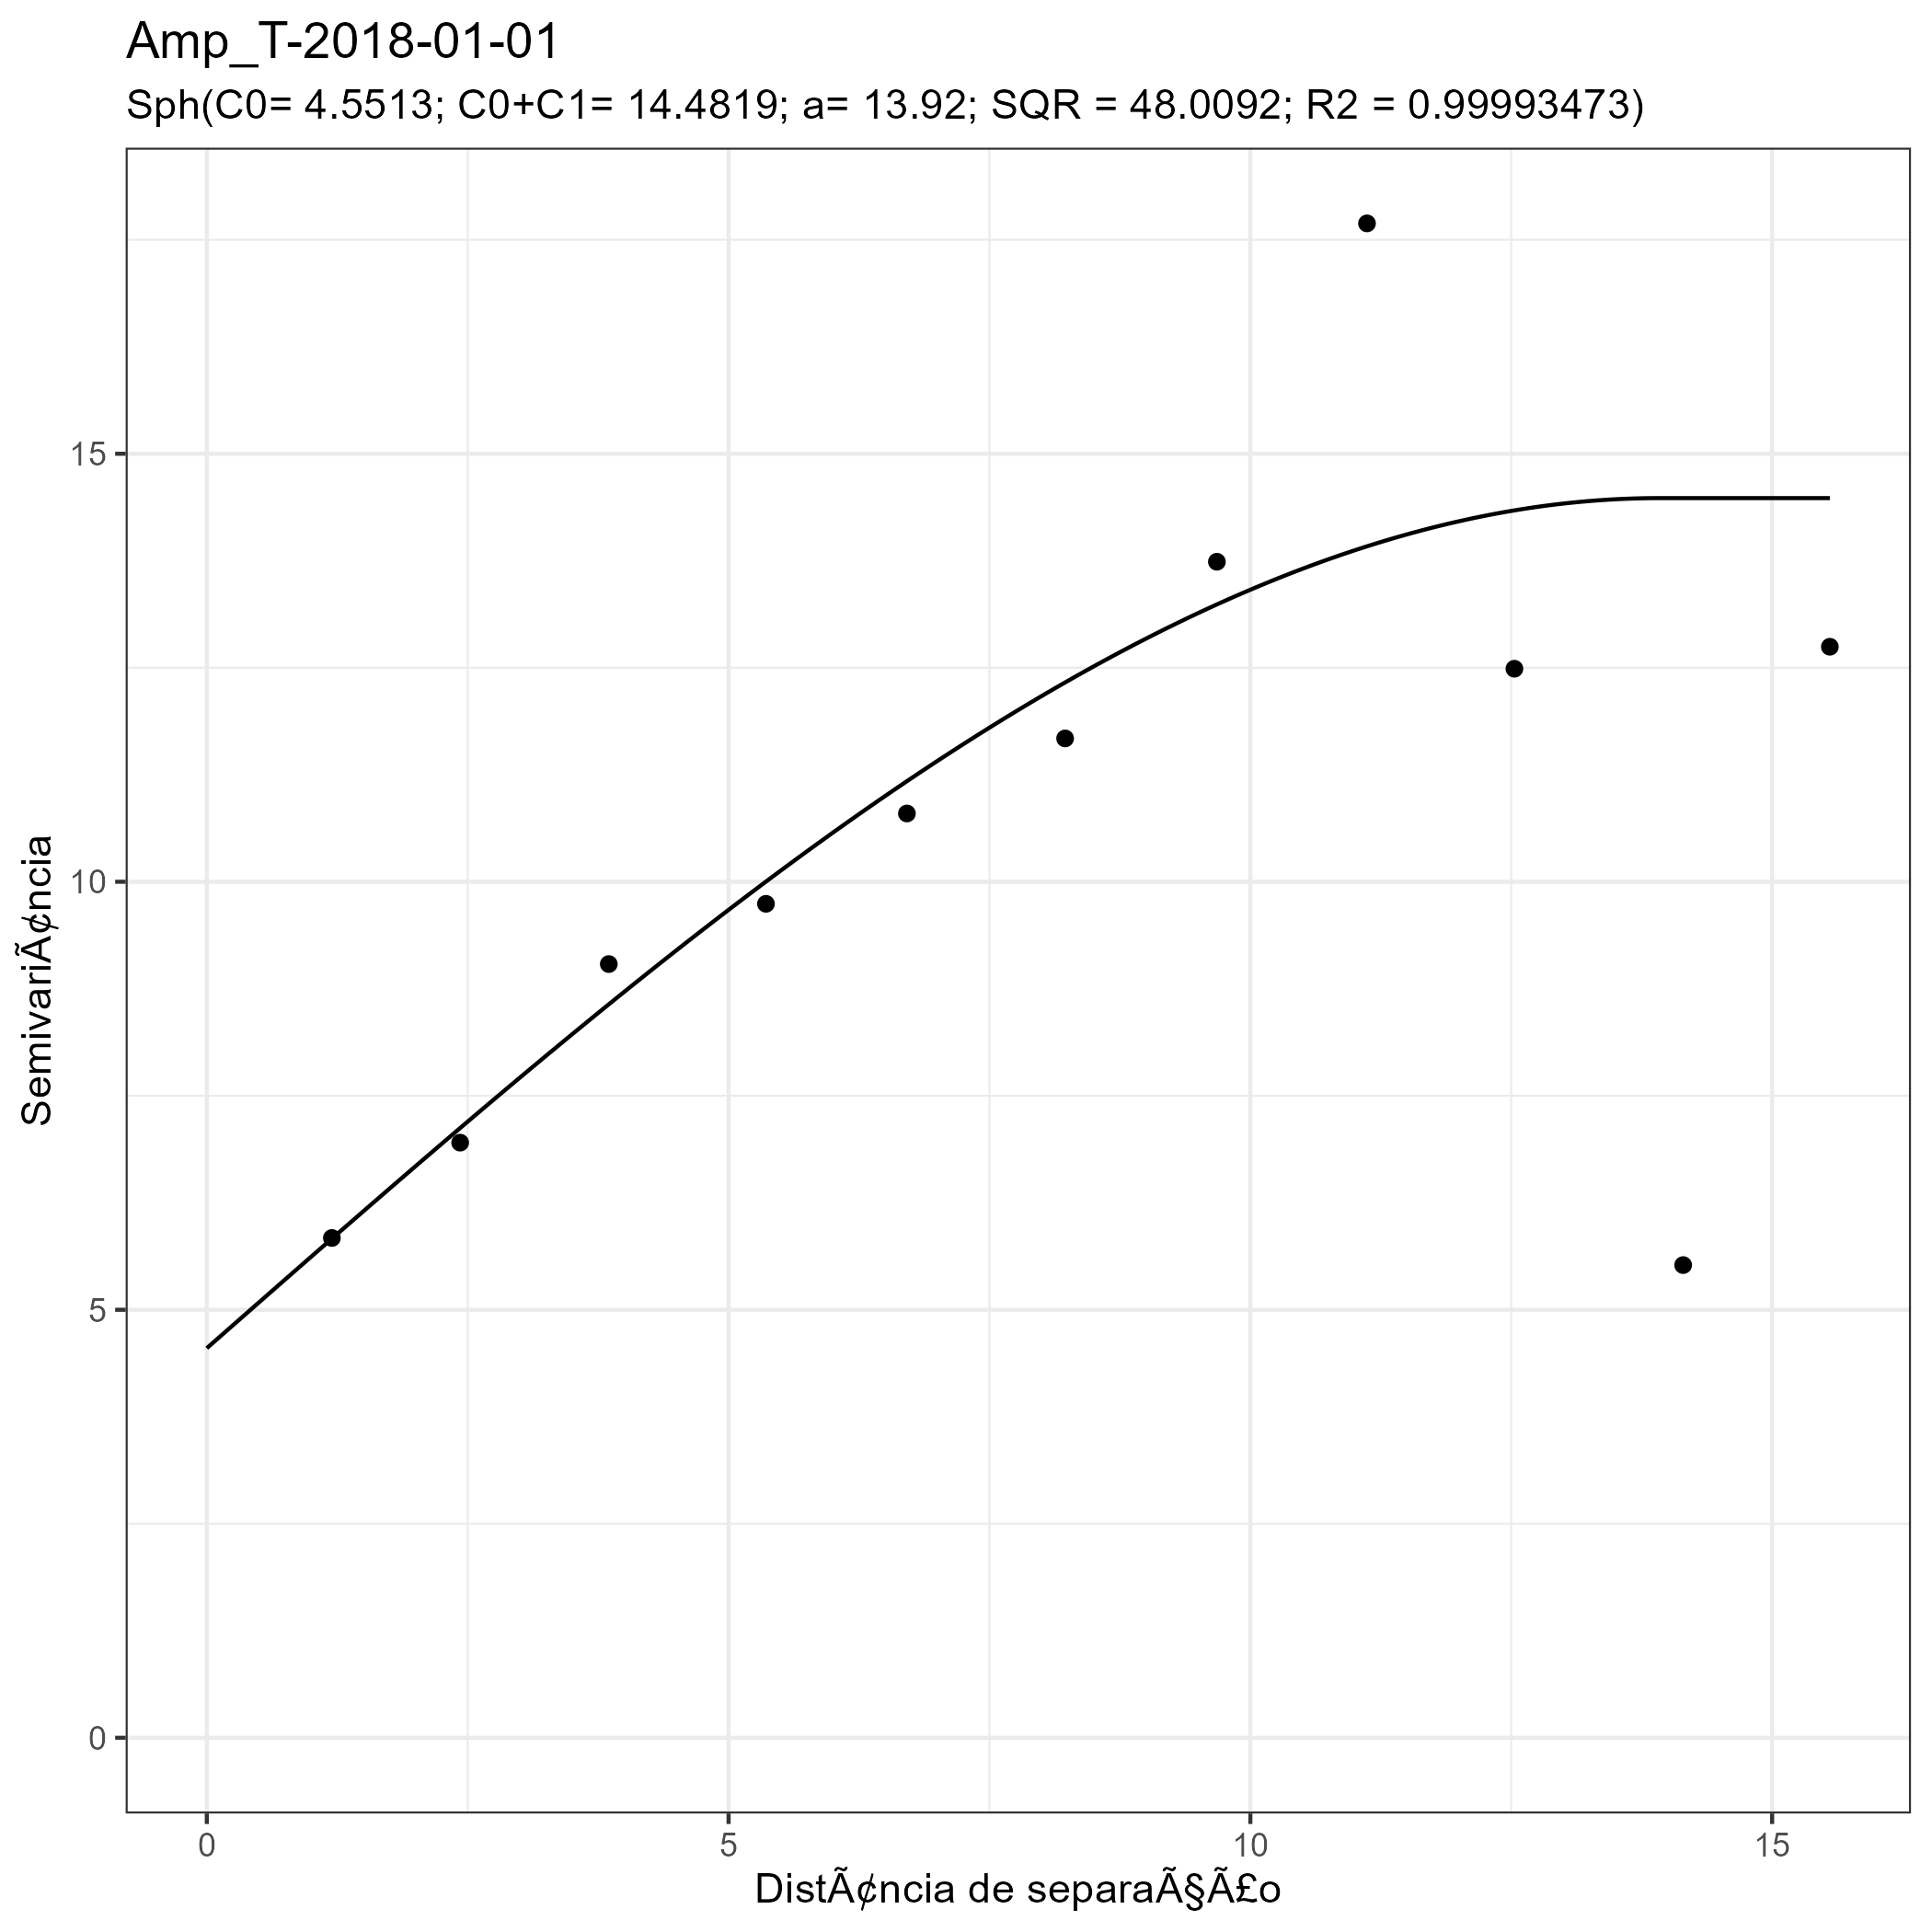 Amp_T-2018-01-01
Sph(C0= 4.5513; C0+C1= 14.4819; a= 13.92; SQR = 48.0092; R2 = 0.99993473)
15
10
5
0
SemivariÃ¢ncia
0 5 10 15
DistÃ¢ncia de separaÃ§Ã£o